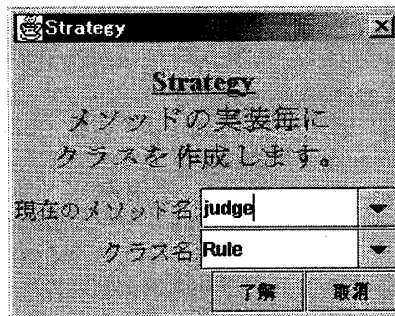 Strategy
Strategy
メソッドの実装毎に
クラスを作成します。
現在のメソッド名 judge
クラス名 Rule
了解 取消